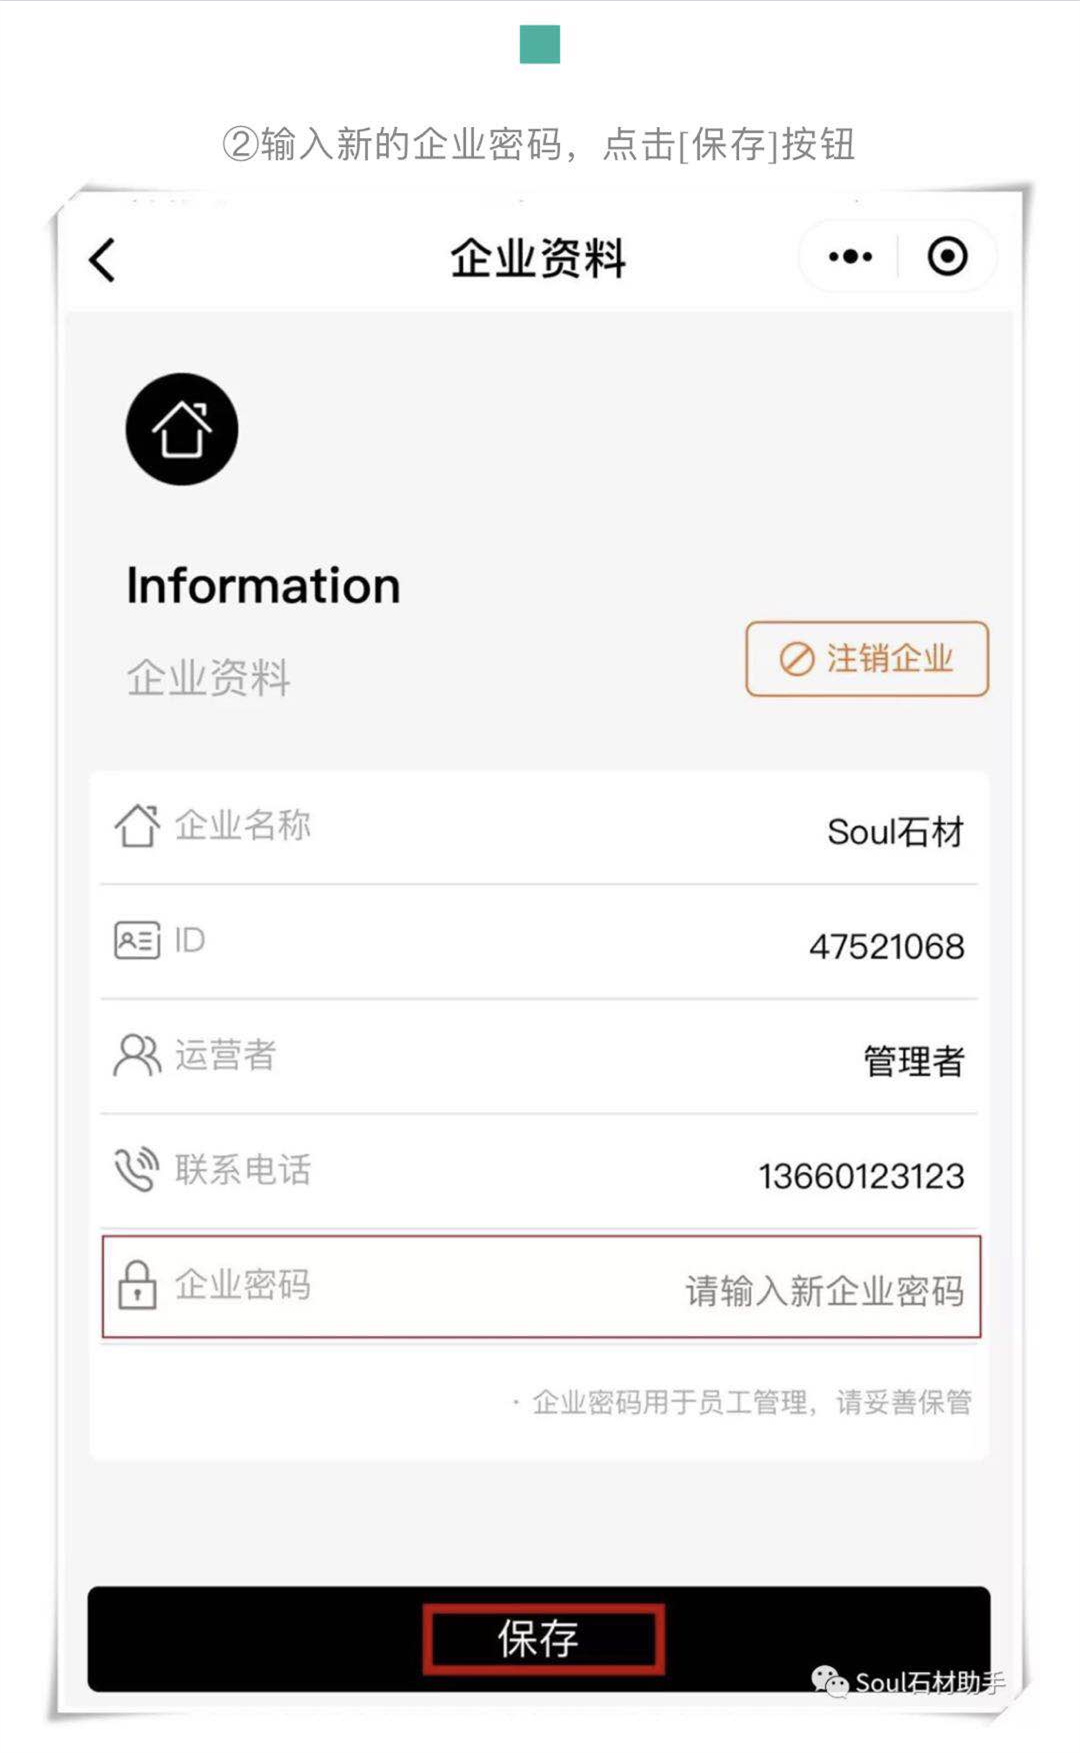 ②输入新的企业密码，点击[保存]按钮
企业资料
Information
企业资料
注销企业
企业名称 Soul石材
ID 47521068
运营者 管理者
联系电话 13660123123
企业密码 请输入新企业密码
· 企业密码用于员工管理，请妥善保管
保存
Soul石材助手